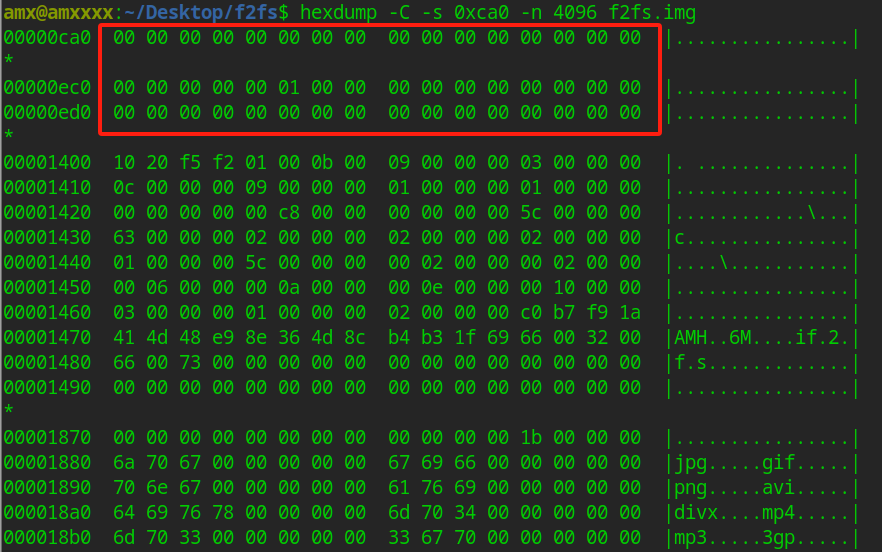 amx@amxxxx:~/Desktop/f2fs$ hexdump -C -s 0xca0 -n 4096 f2fs.img
00000ca0  00 00 00 00 00 00 00 00  00 00 00 00 00 00 00 00  |................|
*
00000ec0  00 00 00 00 00 01 00 00  00 00 00 00 00 00 00 00  |................|
00000ed0  00 00 00 00 00 00 00 00  00 00 00 00 00 00 00 00  |................|
*
00001400  10 20 f5 f2 01 00 0b 00  09 00 00 00 03 00 00 00  |. ..............|
00001410  0c 00 00 00 09 00 00 00  01 00 00 00 01 00 00 00  |................|
00001420  00 00 00 00 00 c8 00 00  00 00 00 00 5c 00 00 00  |............\...|
00001430  63 00 00 00 02 00 00 00  02 00 00 00 02 00 00 00  |c...............|
00001440  01 00 00 00 5c 00 00 00  00 02 00 00 00 02 00 00  |....\...........|
00001450  00 06 00 00 00 0a 00 00  00 0e 00 00 00 10 00 00  |................|
00001460  03 00 00 00 01 00 00 00  02 00 00 00 c0 b7 f9 1a  |................|
00001470  41 4d 48 e9 8e 36 4d 8c  b4 b3 1f 69 66 00 32 00  |AMH..6M....if.2.|
00001480  66 00 73 00 00 00 00 00  00 00 00 00 00 00 00 00  |f.s.............|
00001490  00 00 00 00 00 00 00 00  00 00 00 00 00 00 00 00  |................|
*
00001870  00 00 00 00 00 00 00 00  00 00 00 00 1b 00 00 00  |................|
00001880  6a 70 67 00 00 00 00 00  67 69 66 00 00 00 00 00  |jpg.....gif.....|
00001890  70 6e 67 00 00 00 00 00  61 76 69 00 00 00 00 00  |png.....avi.....|
000018a0  64 69 76 78 00 00 00 00  6d 70 34 00 00 00 00 00  |divx....mp4.....|
000018b0  6d 70 33 00 00 00 00 00  33 67 70 00 00 00 00 00  |mp3.....3gp.....|